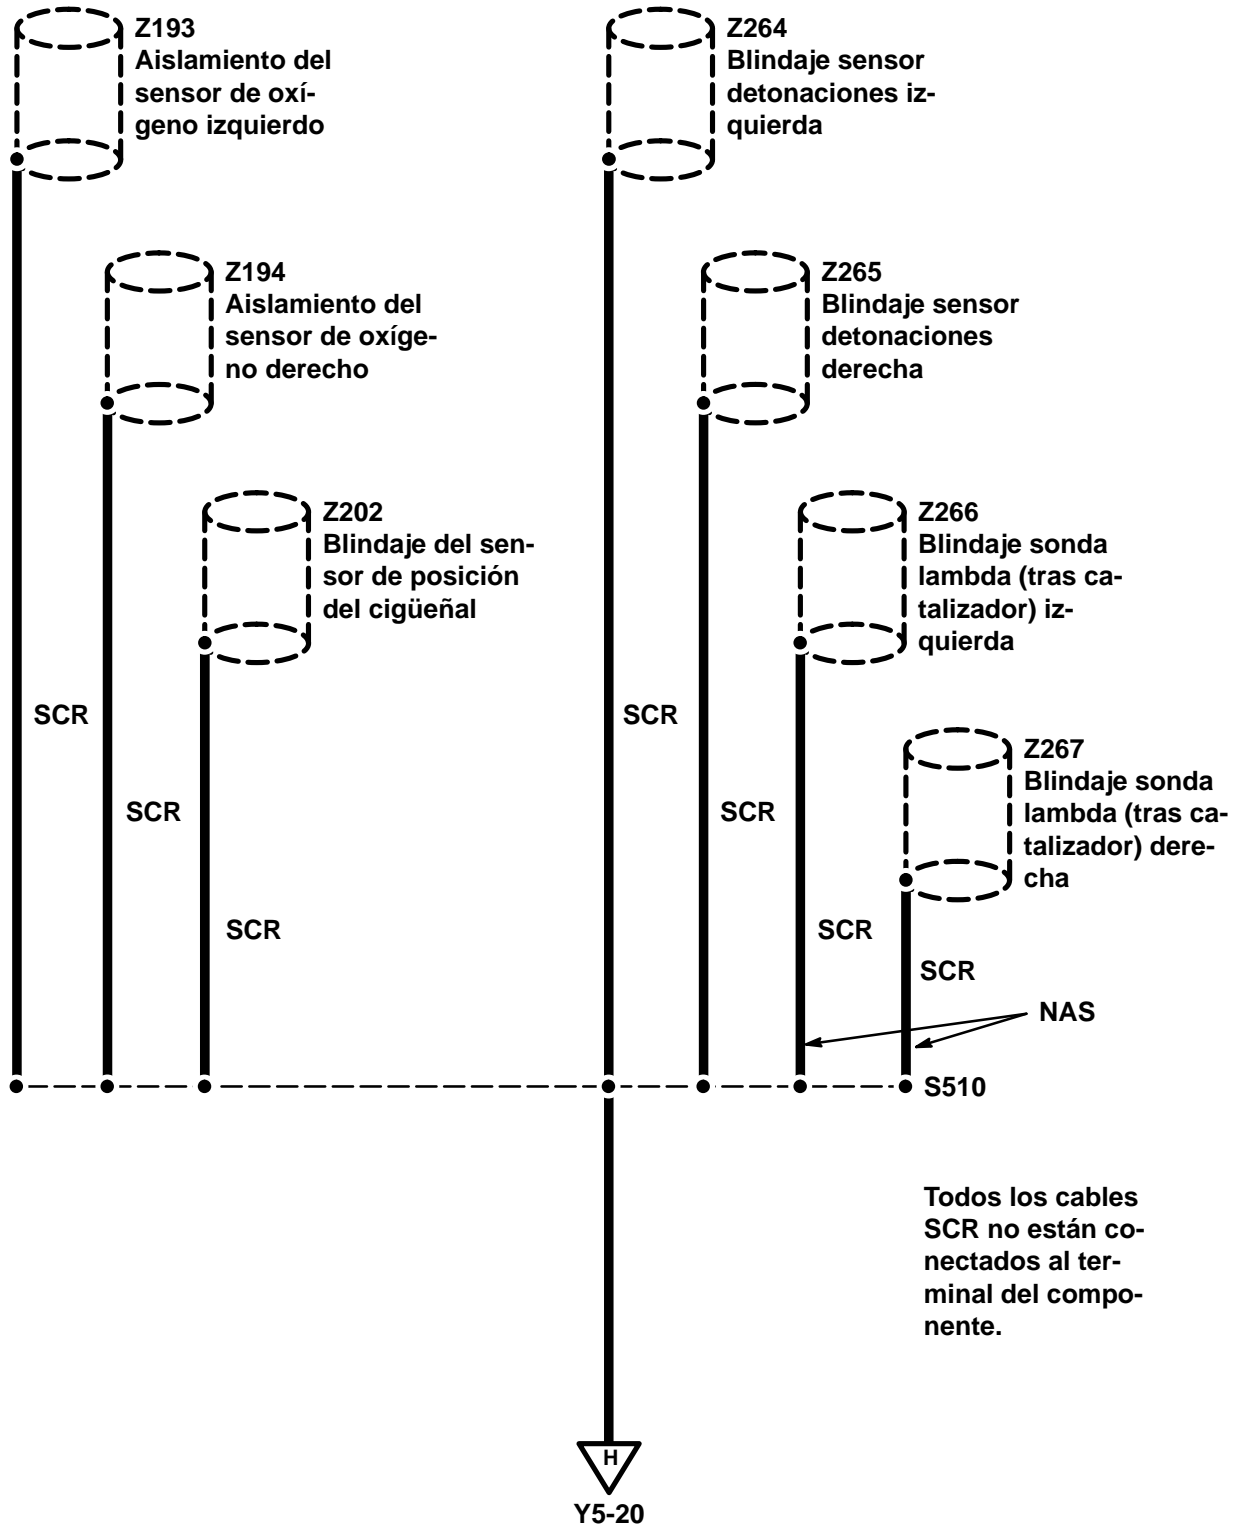 Z193
Aislamiento del
sensor de oxí-
geno izquierdo
Z264
Blindaje sensor
detonaciones iz-
quierda
Z194
Aislamiento del
sensor de oxíge-
no derecho
Z265
Blindaje sensor
detonaciones
derecha
Z202
Blindaje del sen-
sor de posición
del cigüeñal
Z266
Blindaje sonda
lambda (tras ca-
talizador) iz-
quierda
SCR
SCR
Z267
Blindaje sonda
lambda (tras ca-
talizador) dere-
cha
SCR
SCR
SCR
SCR
SCR
NAS
S510
Todos los cables
SCR no están co-
nectados al ter-
minal del compo-
nente.
H
Y5-20